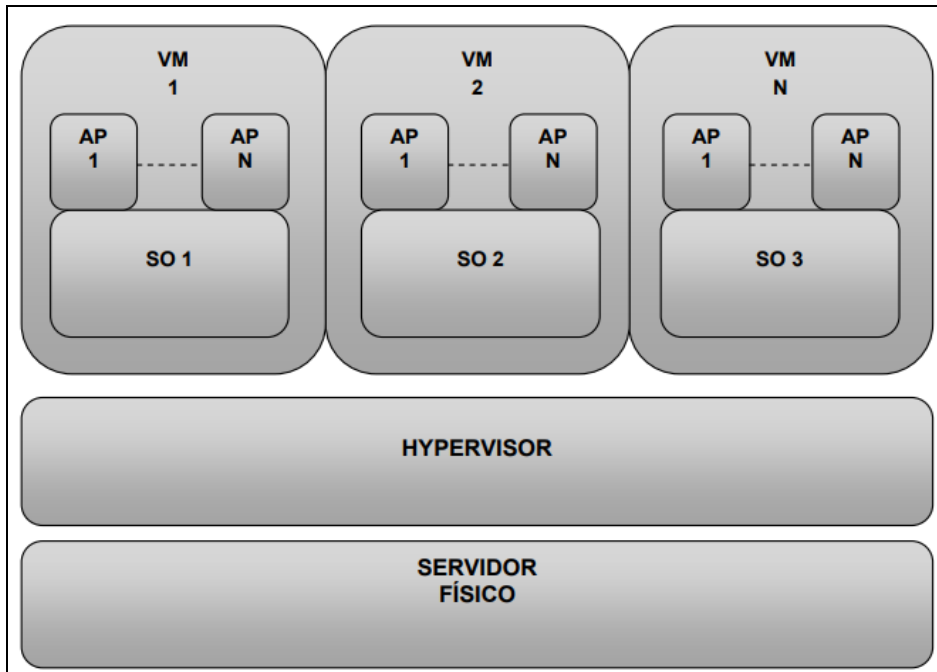 VM
1
VM
2
VM
N
AP
1
AP
N
AP
1
AP
N
AP
1
AP
N
SO 1
SO 2
SO 3
HYPERVISOR
SERVIDOR
FÍSICO